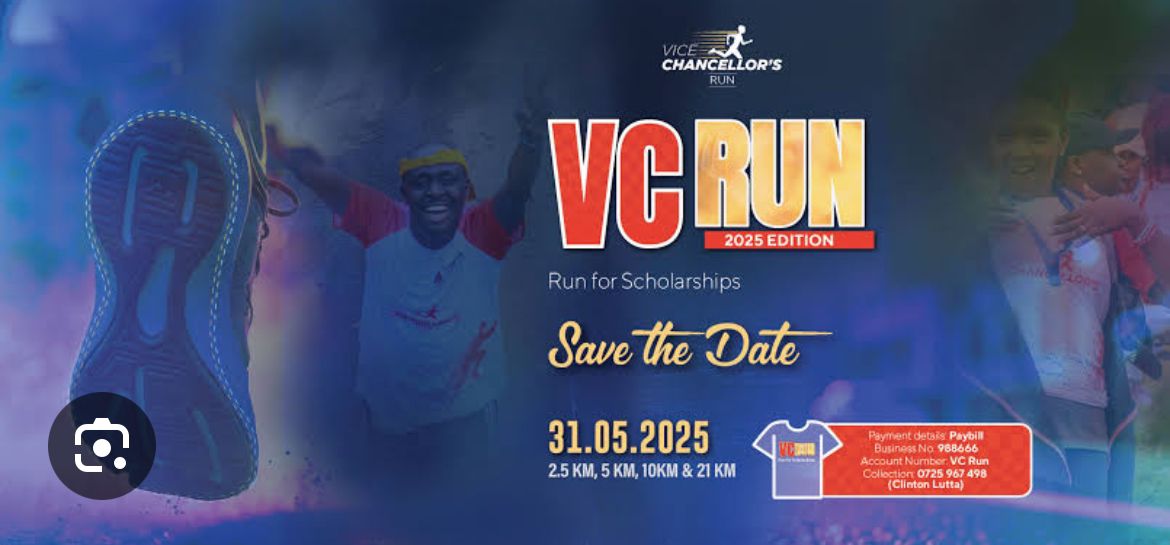 VICE
CHANCELLOR'S
RUN
VC RUN
2025 EDITION
Run for Scholarships
Save the Date
31.05.2025
2.5 KM, 5 KM, 10KM & 21 KM
Payment details: Paybill
Business No. 988666
Account Number: VC Run
Collection: 0725 967 498
(Clinton Lutta)
VC RUN
CHANCELLOR'S